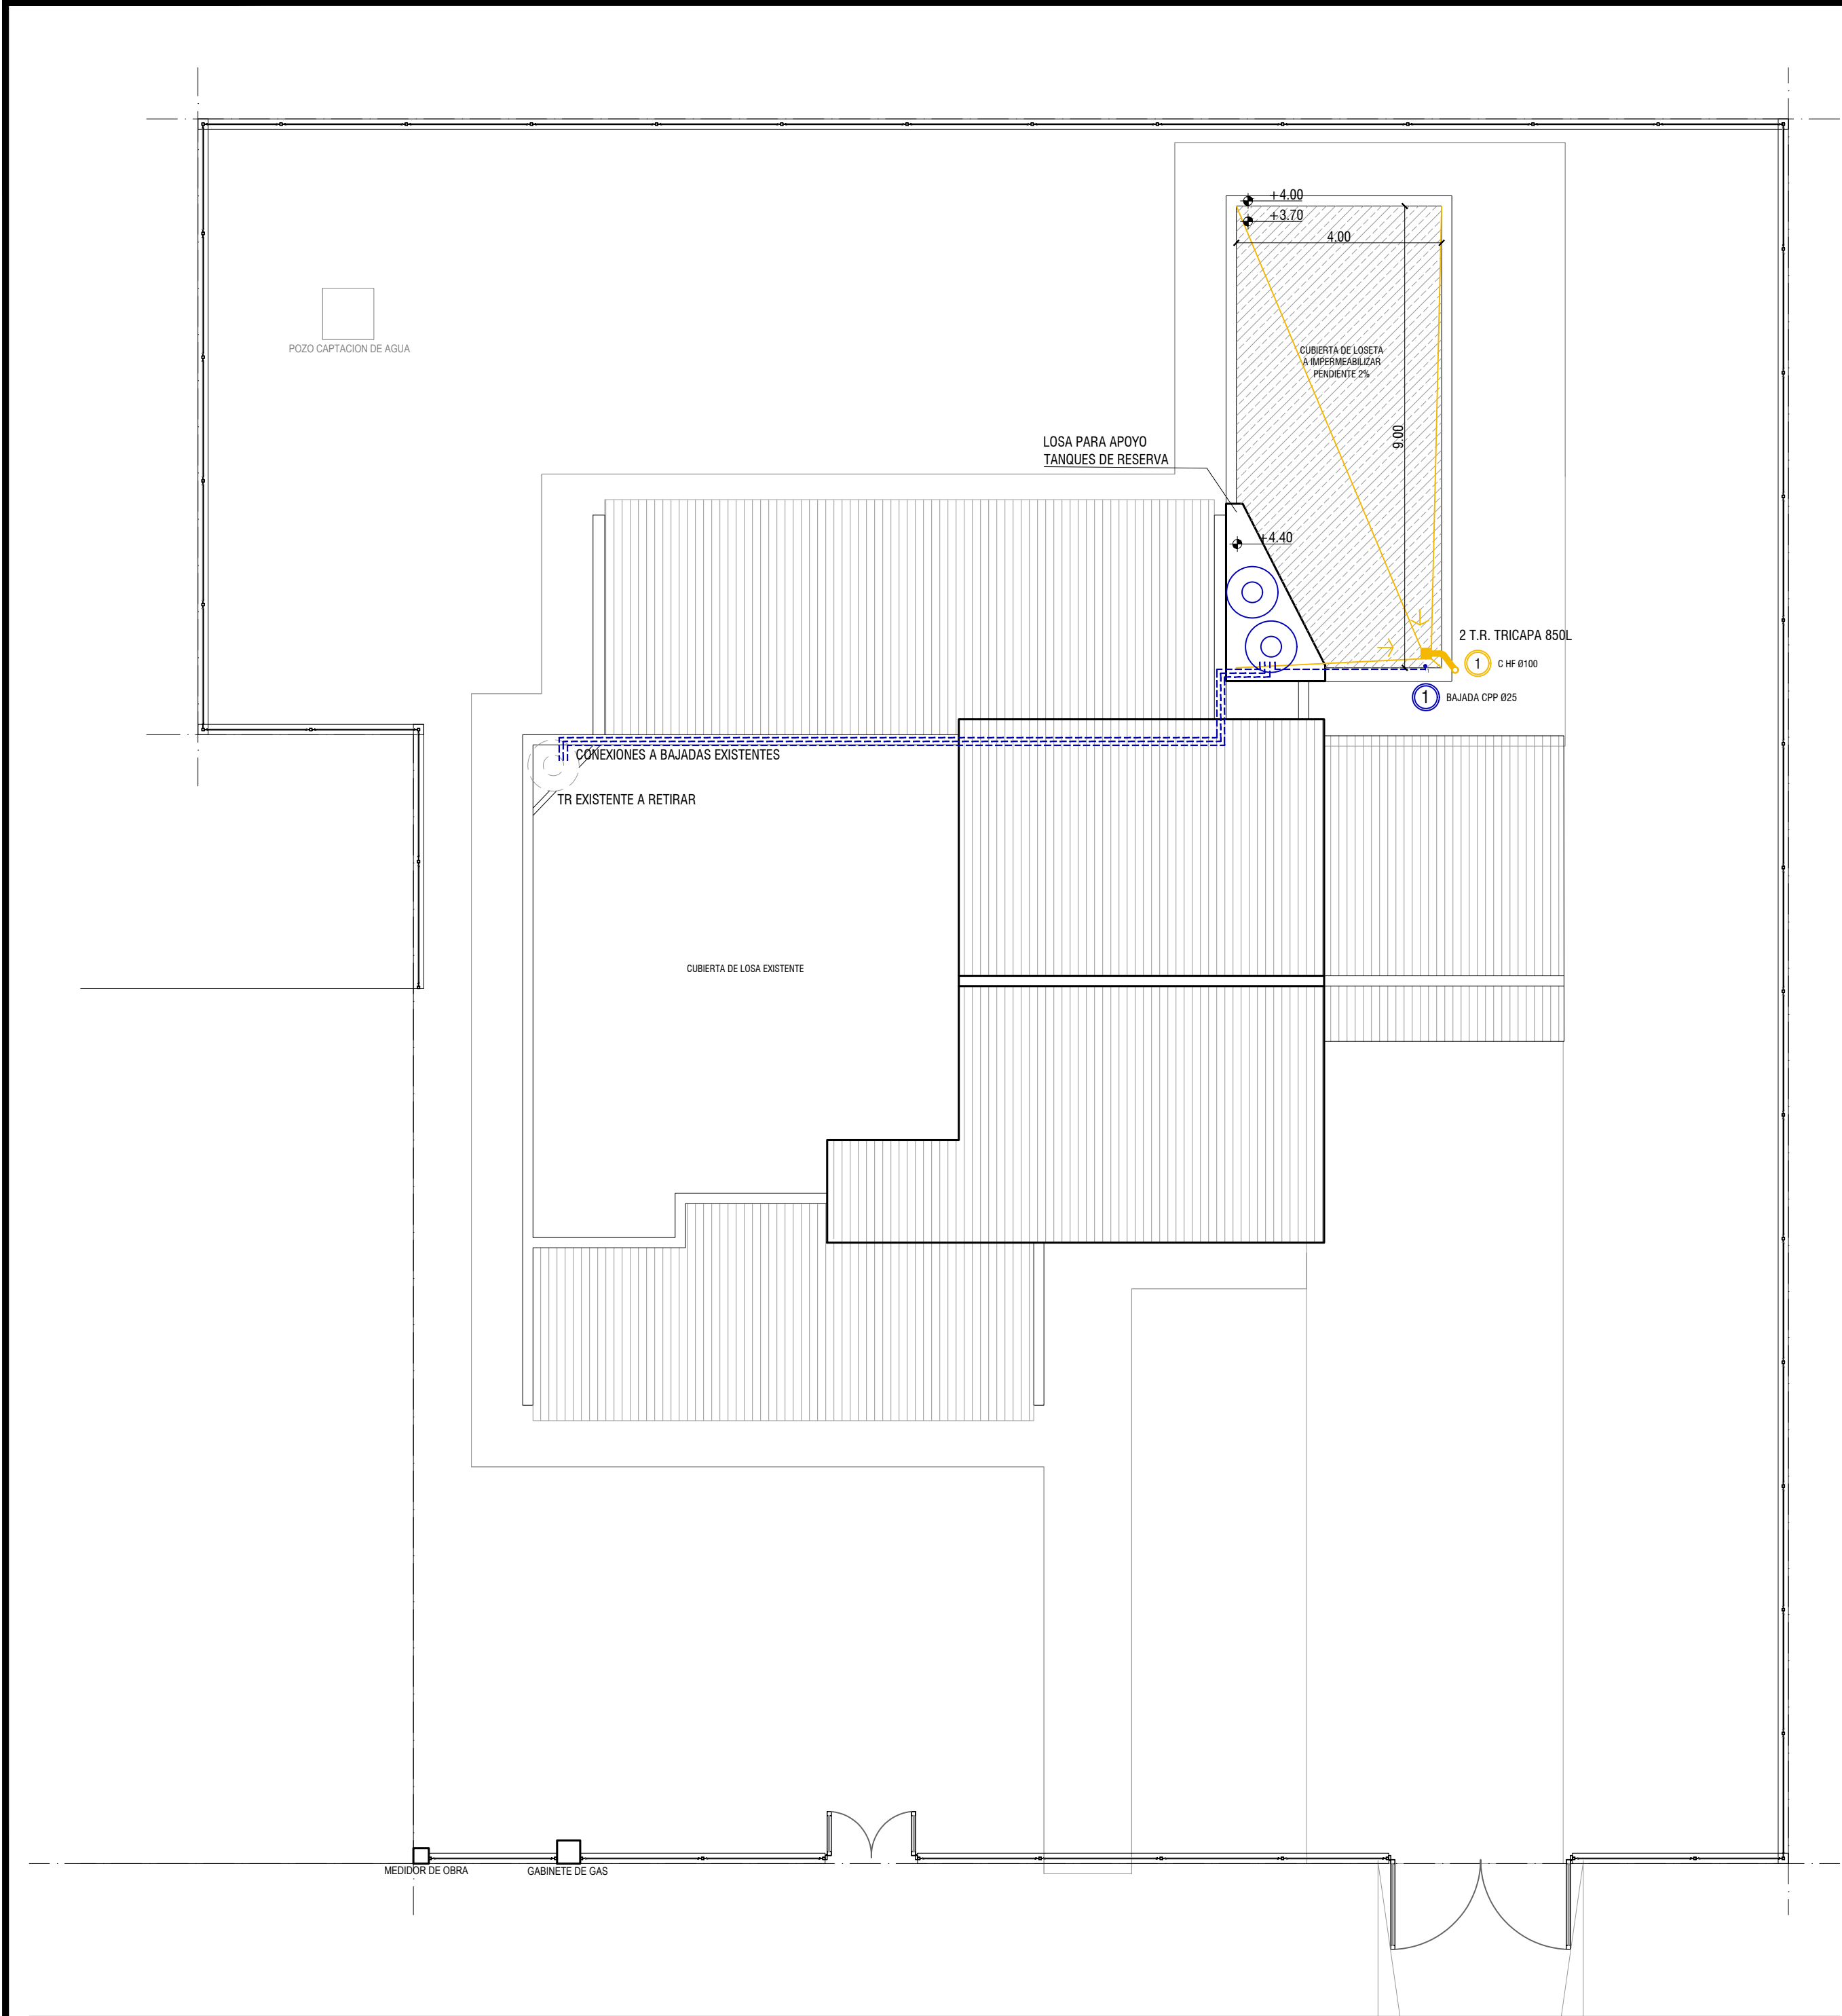 +4.00
+3.70
4.00
POZO CAPTACION DE AGUA
CUBIERTA DE LOSETA
A IMPERMEABILIZAR
PENDIENTE 2%
9.00
LOSA PARA APOYO
TANQUES DE RESERVA
+4.40
2 T.R. TRICAPA 850L
1
C HF Ø100
1
BAJADA CPP Ø25
CONEXIONES A BAJADAS EXISTENTES
TR EXISTENTE A RETIRAR
CUBIERTA DE LOSA EXISTENTE
MEDIDOR DE OBRA
GABINETE DE GAS